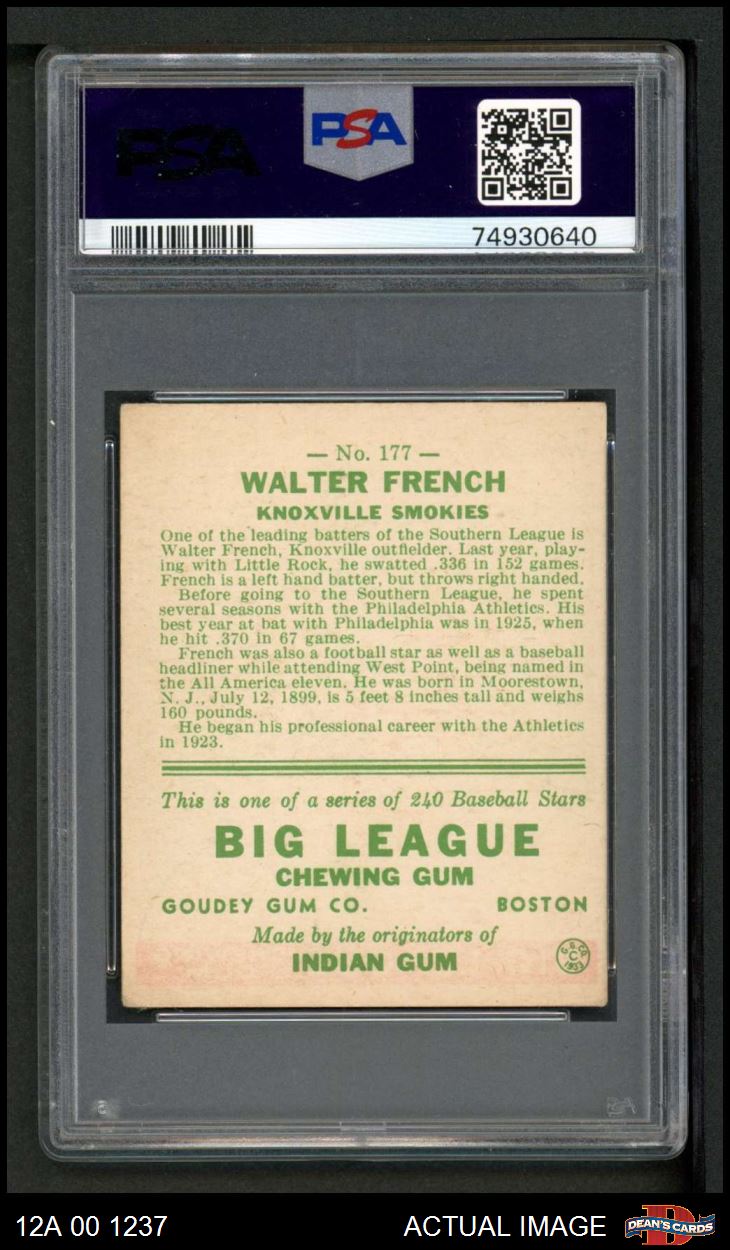 PSA
PSA
74930640
— No. 177 —
WALTER FRENCH
KNOXVILLE SMOKIES
One of the leading batters of the Southern League is
Walter French, Knoxville outfielder. Last year, play-
ing with Little Rock, he swatted .336 in 152 games.
French is a left hand batter, but throws right handed.
Before going to the Southern League, he spent
several seasons with the Philadelphia Athletics. His
best year at bat with Philadelphia was in 1925, when
he hit .370 in 67 games.
French was also a football star as well as a baseball
headliner while attending West Point, being named in
the All America eleven. He was born in Moorestown,
N. J., July 12, 1899, is 5 feet 8 inches tall and weighs
160 pounds.
He began his professional career with the Athletics
in 1923.
This is one of a series of 240 Baseball Stars
BIG LEAGUE
CHEWING GUM
GOUDEY GUM CO. BOSTON
Made by the originators of
INDIAN GUM
G.G.CO.
C
1933
12A 00 1237 ACTUAL IMAGE DEAN'S CARDS